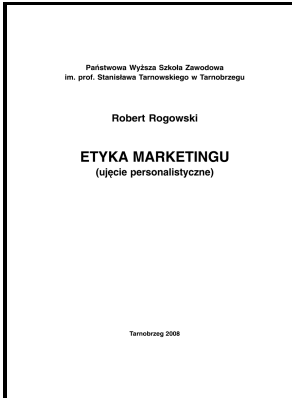 Państwowa Wyższa Szkoła Zawodowa
im. prof. Stanisława Tarnowskiego w Tarnobrzegu
Robert Rogowski
ETYKA MARKETINGU
(ujęcie personalistyczne)
Tarnobrzeg 2008